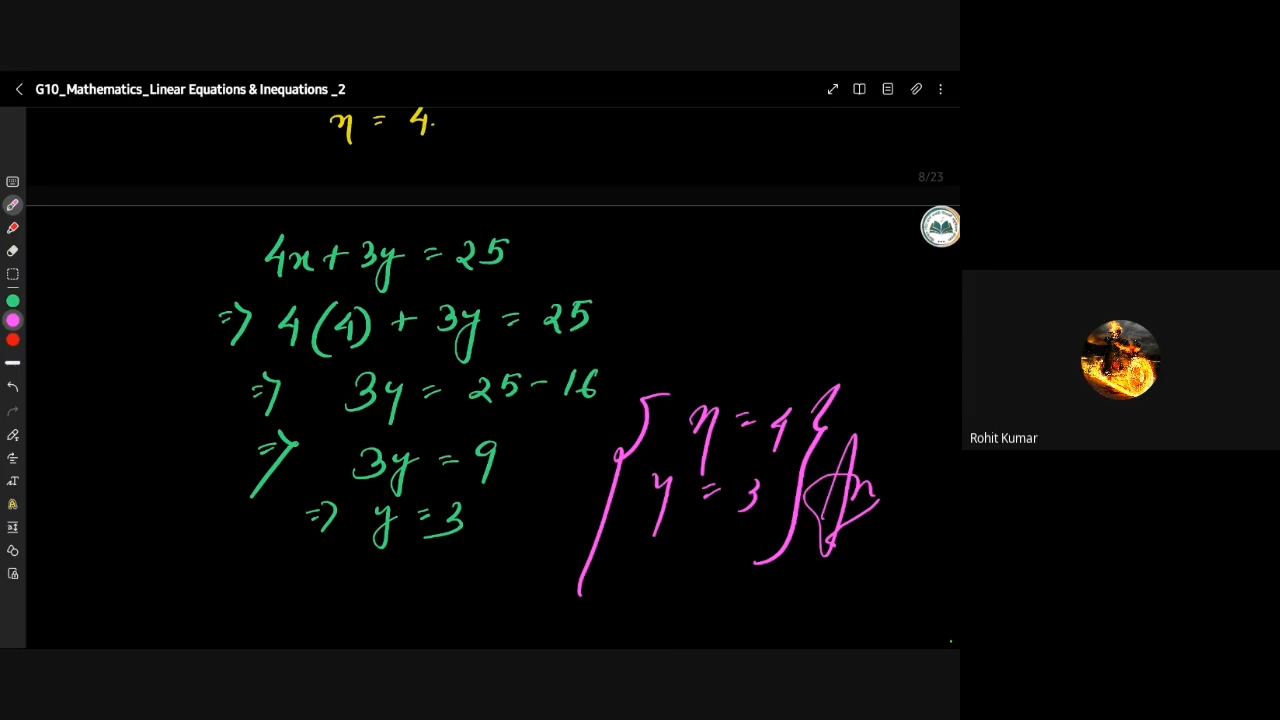 G10_Mathematics_Linear Equations & Inequations _2
x = 4.
8/23
4x + 3y = 25
=> 4(4) + 3y = 25
=> 3y = 25 - 16
=> 3y = 9
=> y = 3
x = 4
y = 3
Rohit Kumar